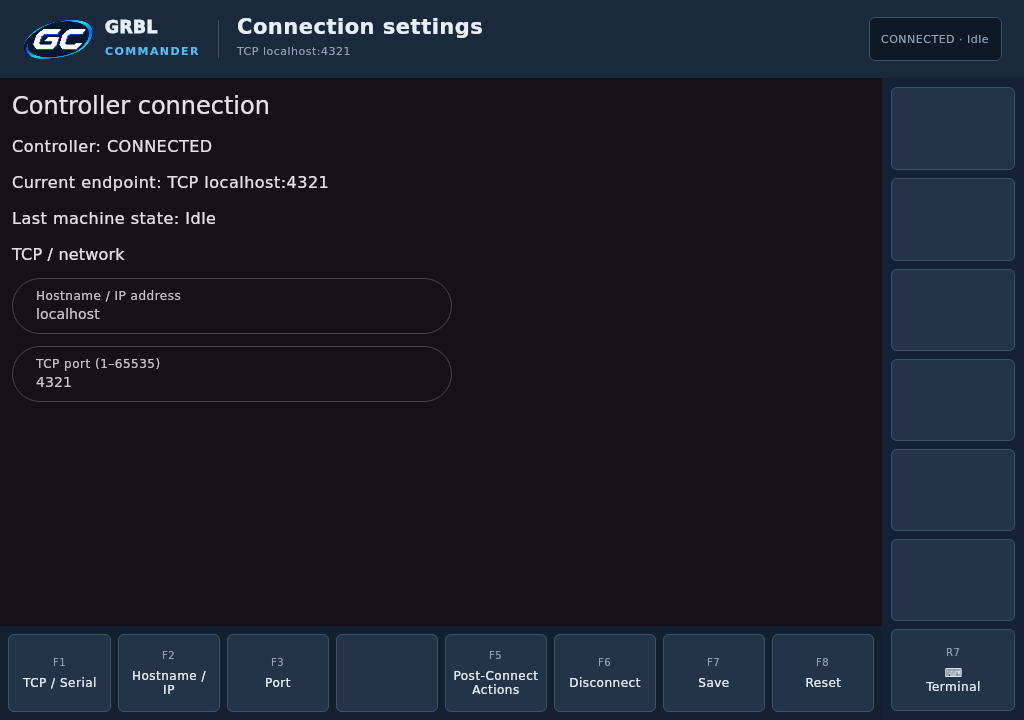 GC
GRBL
COMMANDER
Connection settings
TCP localhost:4321
CONNECTED · Idle
Controller connection
Controller: CONNECTED
Current endpoint: TCP localhost:4321
Last machine state: Idle
TCP / network
Hostname / IP address
localhost
TCP port (1–65535)
4321
F1
TCP / Serial
F2
Hostname /
IP
F3
Port
F5
Post-Connect
Actions
F6
Disconnect
F7
Save
F8
Reset
R7
⌨
Terminal